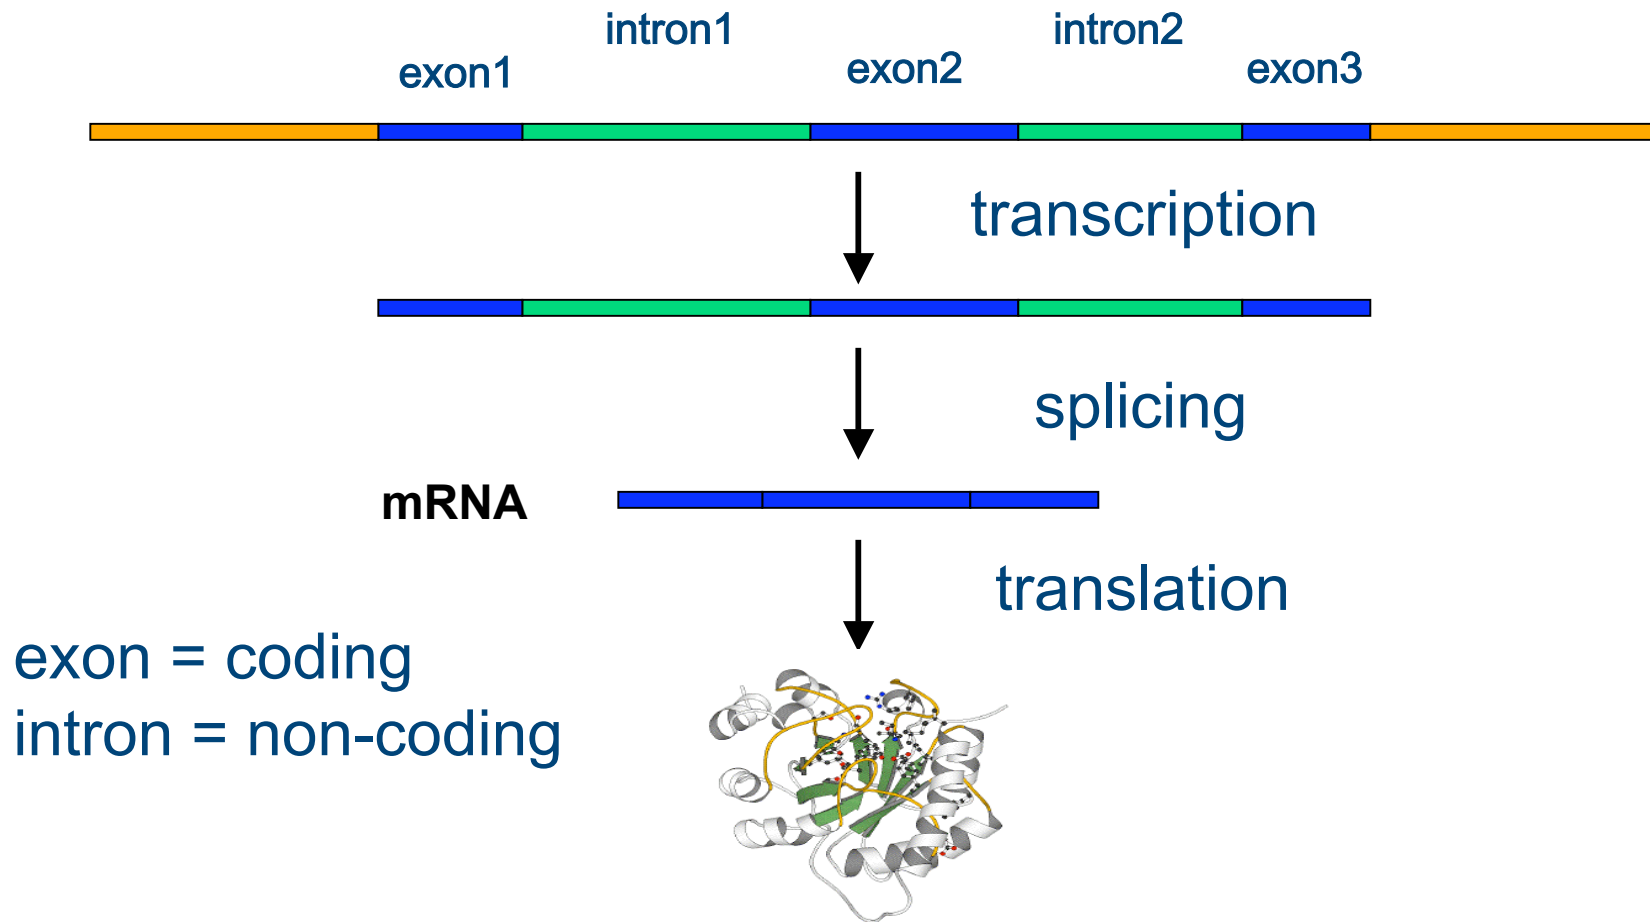 intron1
intron2
exon1
exon2
exon3
transcription
splicing
mRNA
translation
exon = coding
intron = non-coding